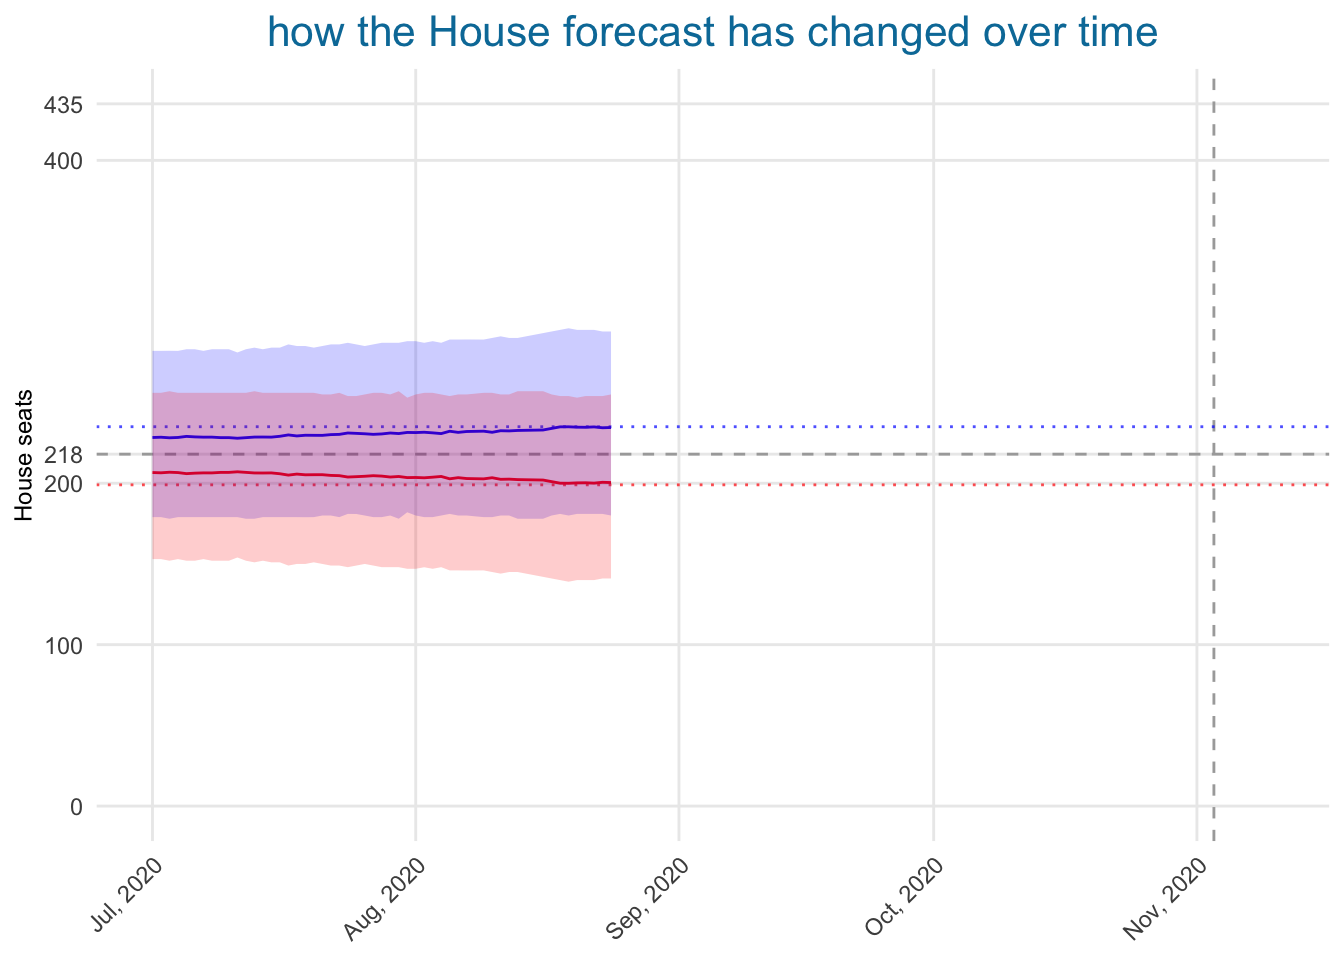 how the House forecast has changed over time
435
400
218
200
100
0
House seats
Jul, 2020
Aug, 2020
Sep, 2020
Oct, 2020
Nov, 2020